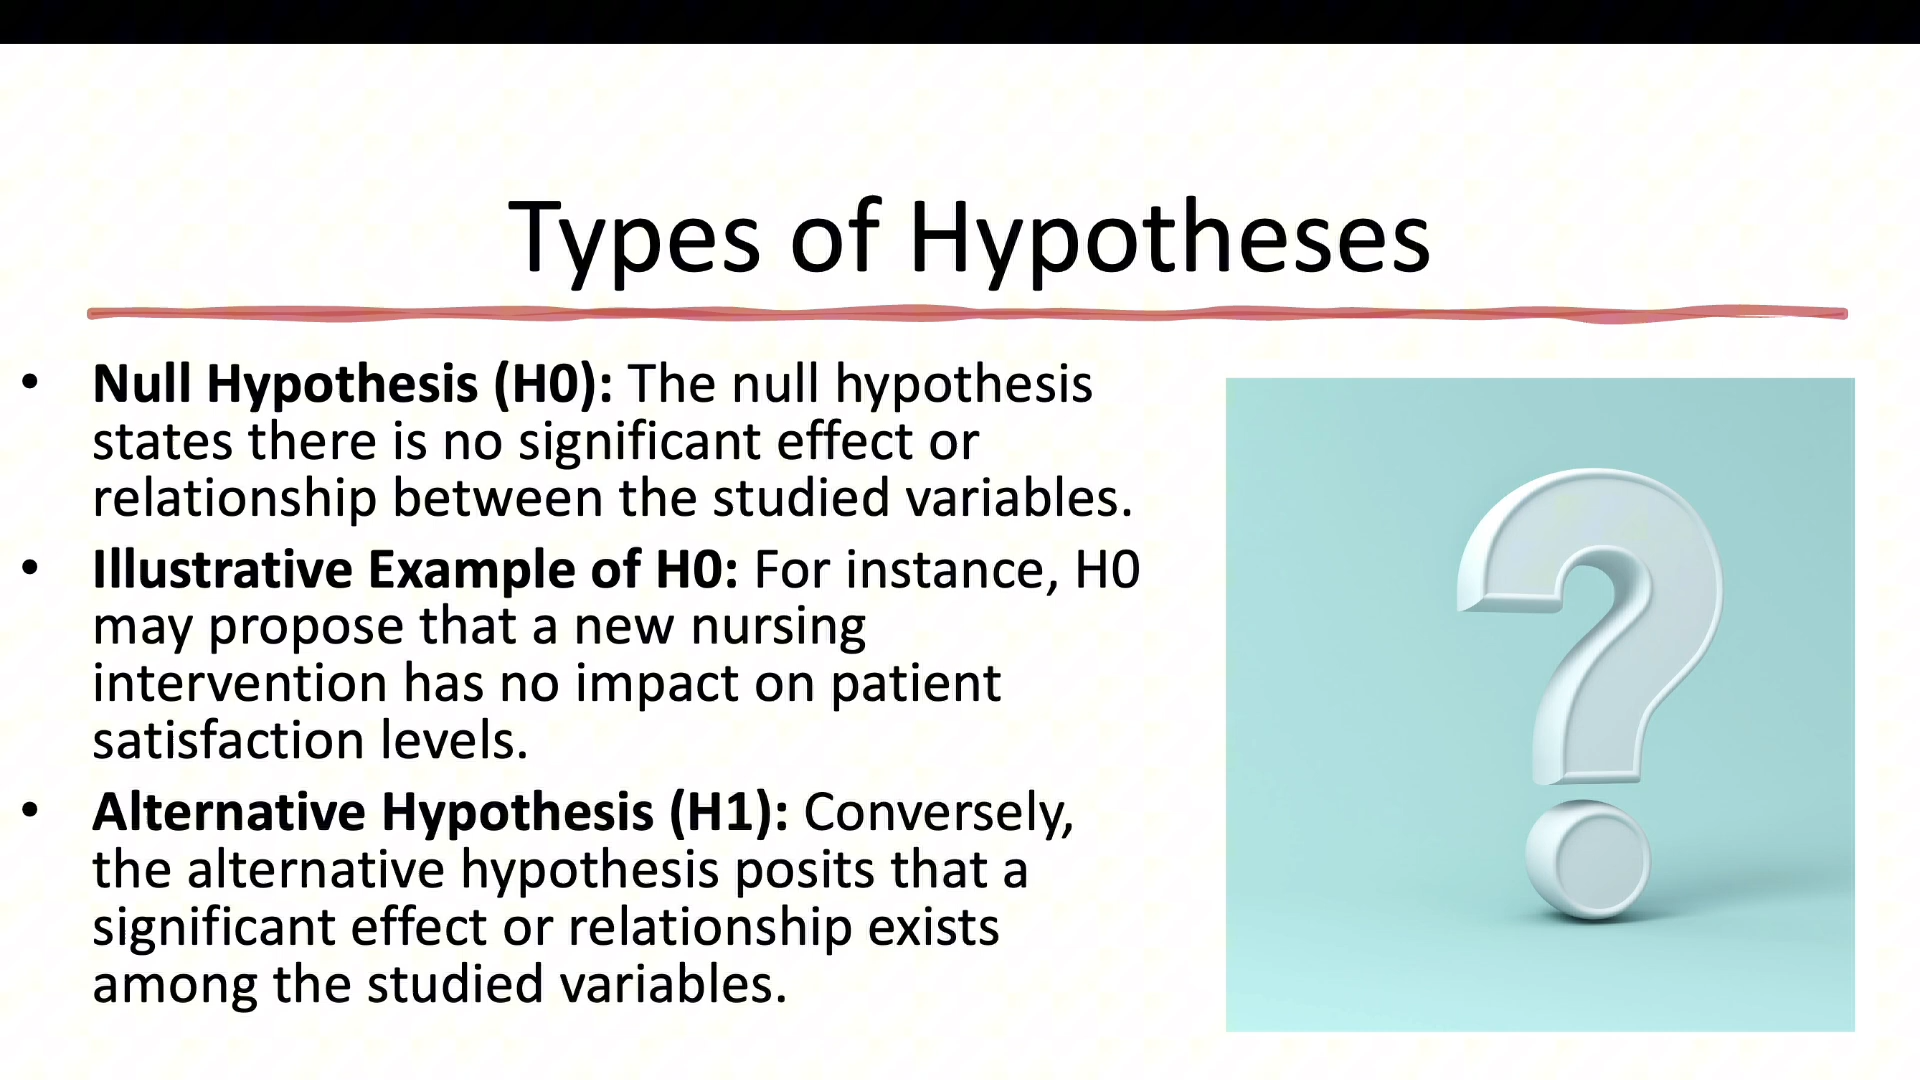 Types of Hypotheses
• Null Hypothesis (H0): The null hypothesis
states there is no significant effect or
relationship between the studied variables.
• Illustrative Example of H0: For instance, H0
may propose that a new nursing
intervention has no impact on patient
satisfaction levels.
• Alternative Hypothesis (H1): Conversely,
the alternative hypothesis posits that a
significant effect or relationship exists
among the studied variables.
?